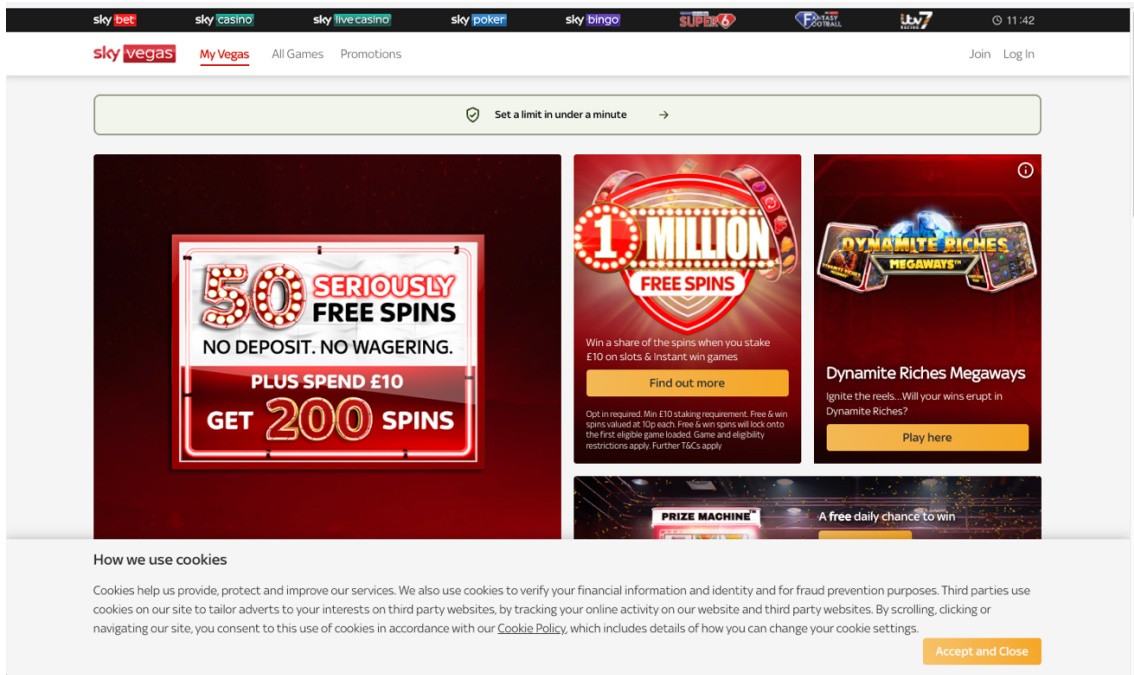 sky bet sky casino sky live casino sky poker sky bingo SUPER 6 FANTASY FOOTBALL itv7 RACING 11:42
sky vegas My Vegas All Games Promotions Join Log In
Set a limit in under a minute
50 SERIOUSLY
FREE SPINS
NO DEPOSIT. NO WAGERING.
PLUS SPEND £10
GET 200 SPINS
1 MILLION
FREE SPINS
Win a share of the spins when you stake
£10 on slots & Instant win games
Find out more
Opt in required. Min £10 staking requirement. Free & win
spins valued at 10p each. Free & win spins will lock onto
the first eligible game loaded. Game and eligibility
restrictions apply. Further T&Cs apply
DYNAMITE RICHES
MEGAWAYS™
Dynamite Riches Megaways
Ignite the reels...Will your wins erupt in
Dynamite Riches?
Play here
PRIZE MACHINE™
A free daily chance to win
How we use cookies
Cookies help us provide, protect and improve our services. We also use cookies to verify your financial information and identity and for fraud prevention purposes. Third parties use
cookies on our site to tailor adverts to your interests on third party websites, by tracking your online activity on our website and third party websites. By scrolling, clicking or
navigating our site, you consent to this use of cookies in accordance with our Cookie Policy, which includes details of how you can change your cookie settings.
Accept and Close